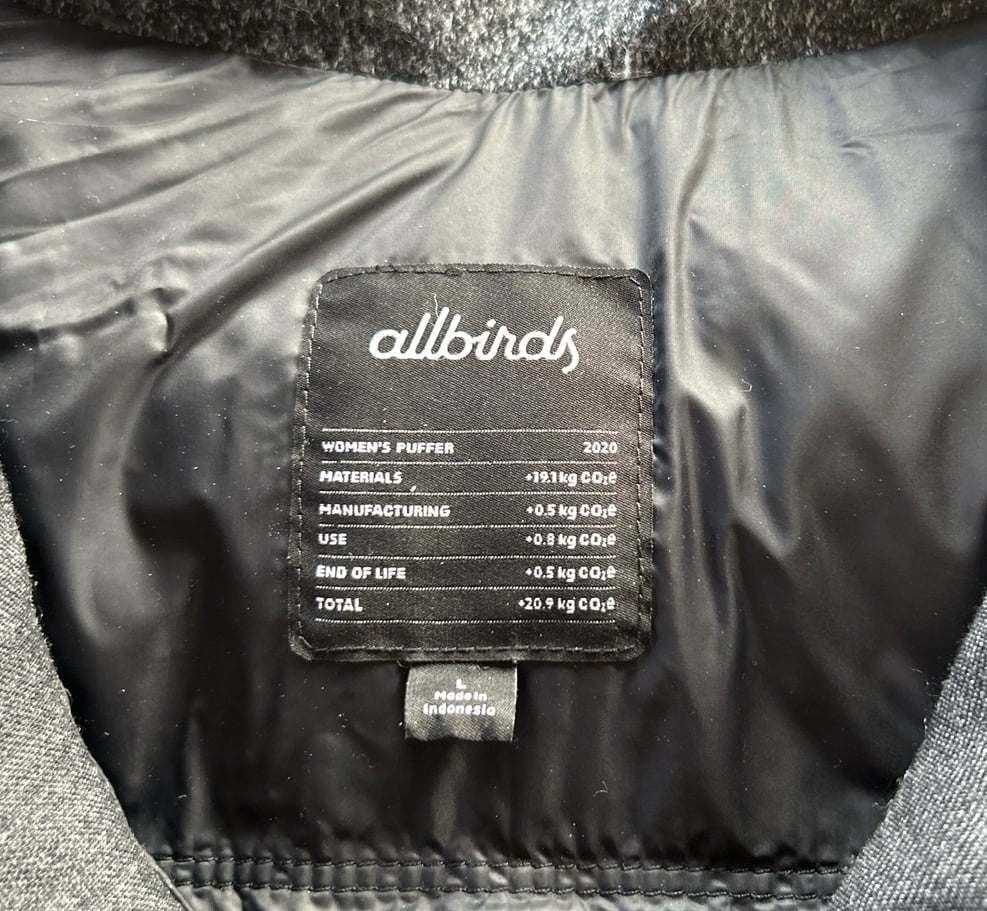 allbirds
WOMEN'S PUFFER 2020
MATERIALS +19.1 kg CO₂e
MANUFACTURING +0.5 kg CO₂e
USE +0.8 kg CO₂e
END OF LIFE +0.5 kg CO₂e
TOTAL +20.9 kg CO₂e
L
Made In
Indonesia